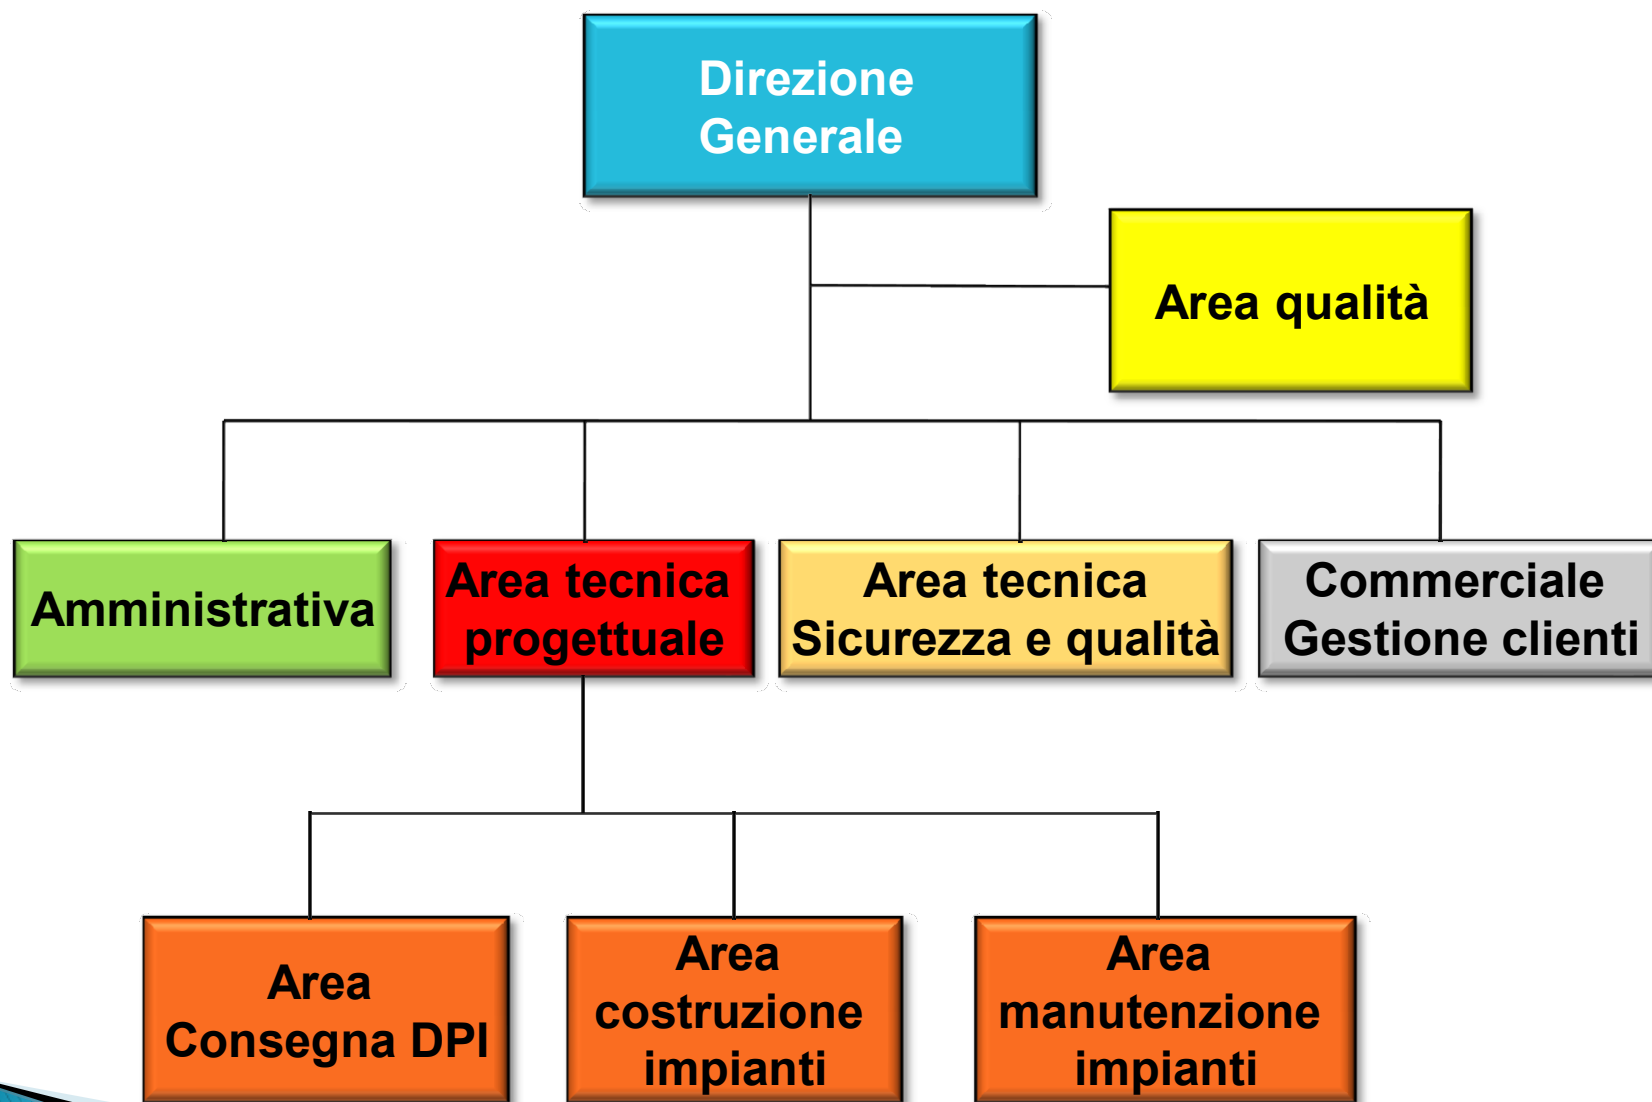 Direzione
Generale
Area qualità
Amministrativa
Area tecnica
progettuale
Area tecnica
Sicurezza e qualità
Commerciale
Gestione clienti
Area
Consegna DPI
Area
costruzione
impianti
Area
manutenzione
impianti